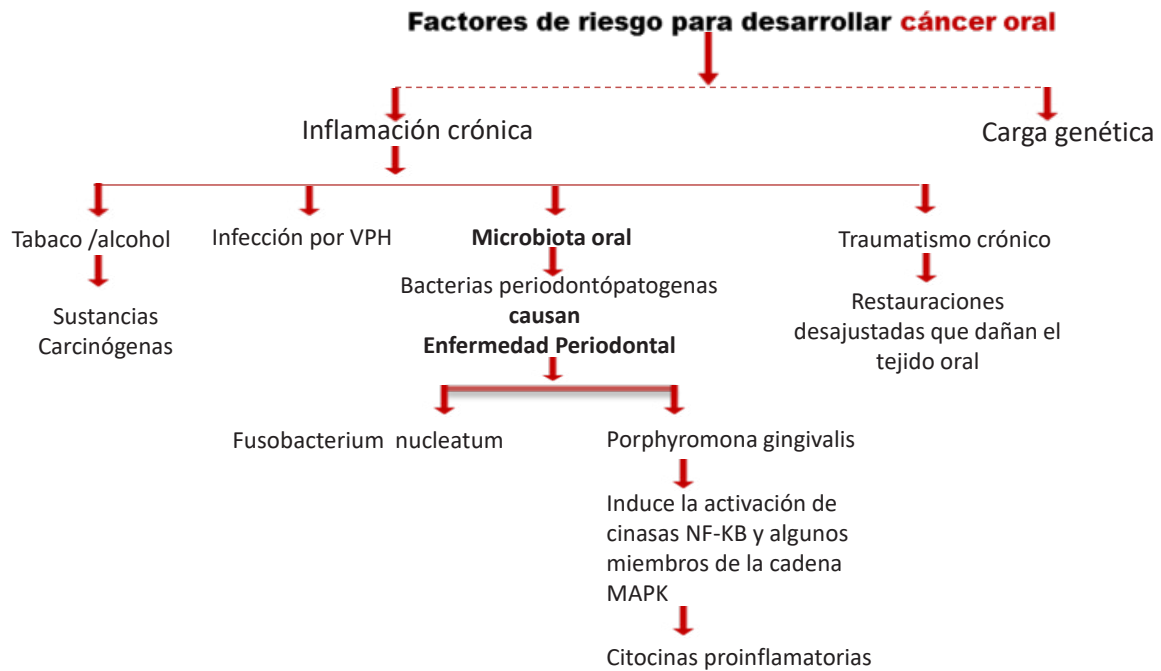 Factores de riesgo para desarrollar cáncer oral
Inflamación crónica
Carga genética
Tabaco /alcohol
Infección por VPH
Microbiota oral
Traumatismo crónico
Sustancias
Carcinógenas
Bacterias periodontópatogenas
causan
Enfermedad Periodontal
Restauraciones
desajustadas que dañan el
tejido oral
Fusobacterium nucleatum
Porphyromona gingivalis
Induce la activación de
cinasas NF-KB y algunos
miembros de la cadena
MAPK
Citocinas proinflamatorias